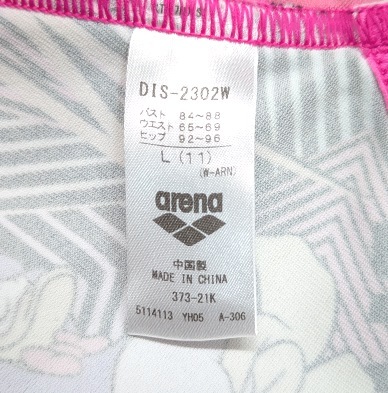 DIS-2302W
バスト 84~88
ウエスト 65~69
ヒップ 92~96
L (11)
(W-ARN)
arena
中国製
MADE IN CHINA
373-21K
5114113 YH05 A-306